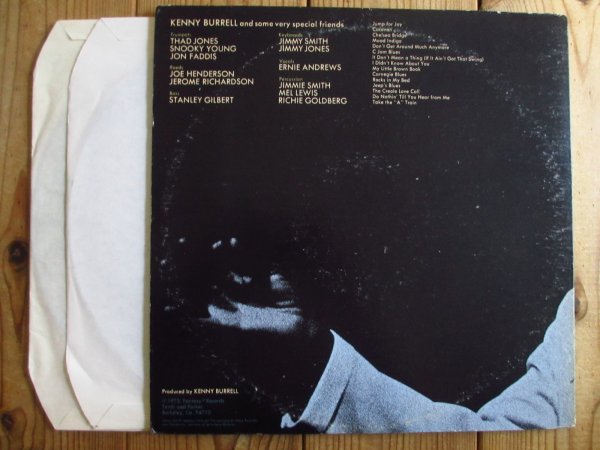 KENNY BURRELL and some very special friends
Trumpets
THAD JONES
SNOOKY YOUNG
JON FADDIS
Reeds
JOE HENDERSON
JEROME RICHARDSON
Bass
STANLEY GILBERT
Keyboards
JIMMY SMITH
JIMMY JONES
Vocals
ERNIE ANDREWS
Percussion
JIMMIE SMITH
MEL LEWIS
RICHIE GOLDBERG
Jump for Joy
Caravan
Chelsea Bridge
Mood Indigo
Don't Get Around Much Anymore
C Jam Blues
It Don't Mean a Thing (If It Ain't Got That Swing)
I Didn't Know About You
My Little Brown Book
Carnegie Blues
Rocks in My Bed
Jeep's Blues
The Creole Love Call
Do Nothin' Till You Hear from Me
Take the "A" Train
Produced by KENNY BURRELL
Fantasy Records
Tenth and Parker
Berkeley, Ca. 94710